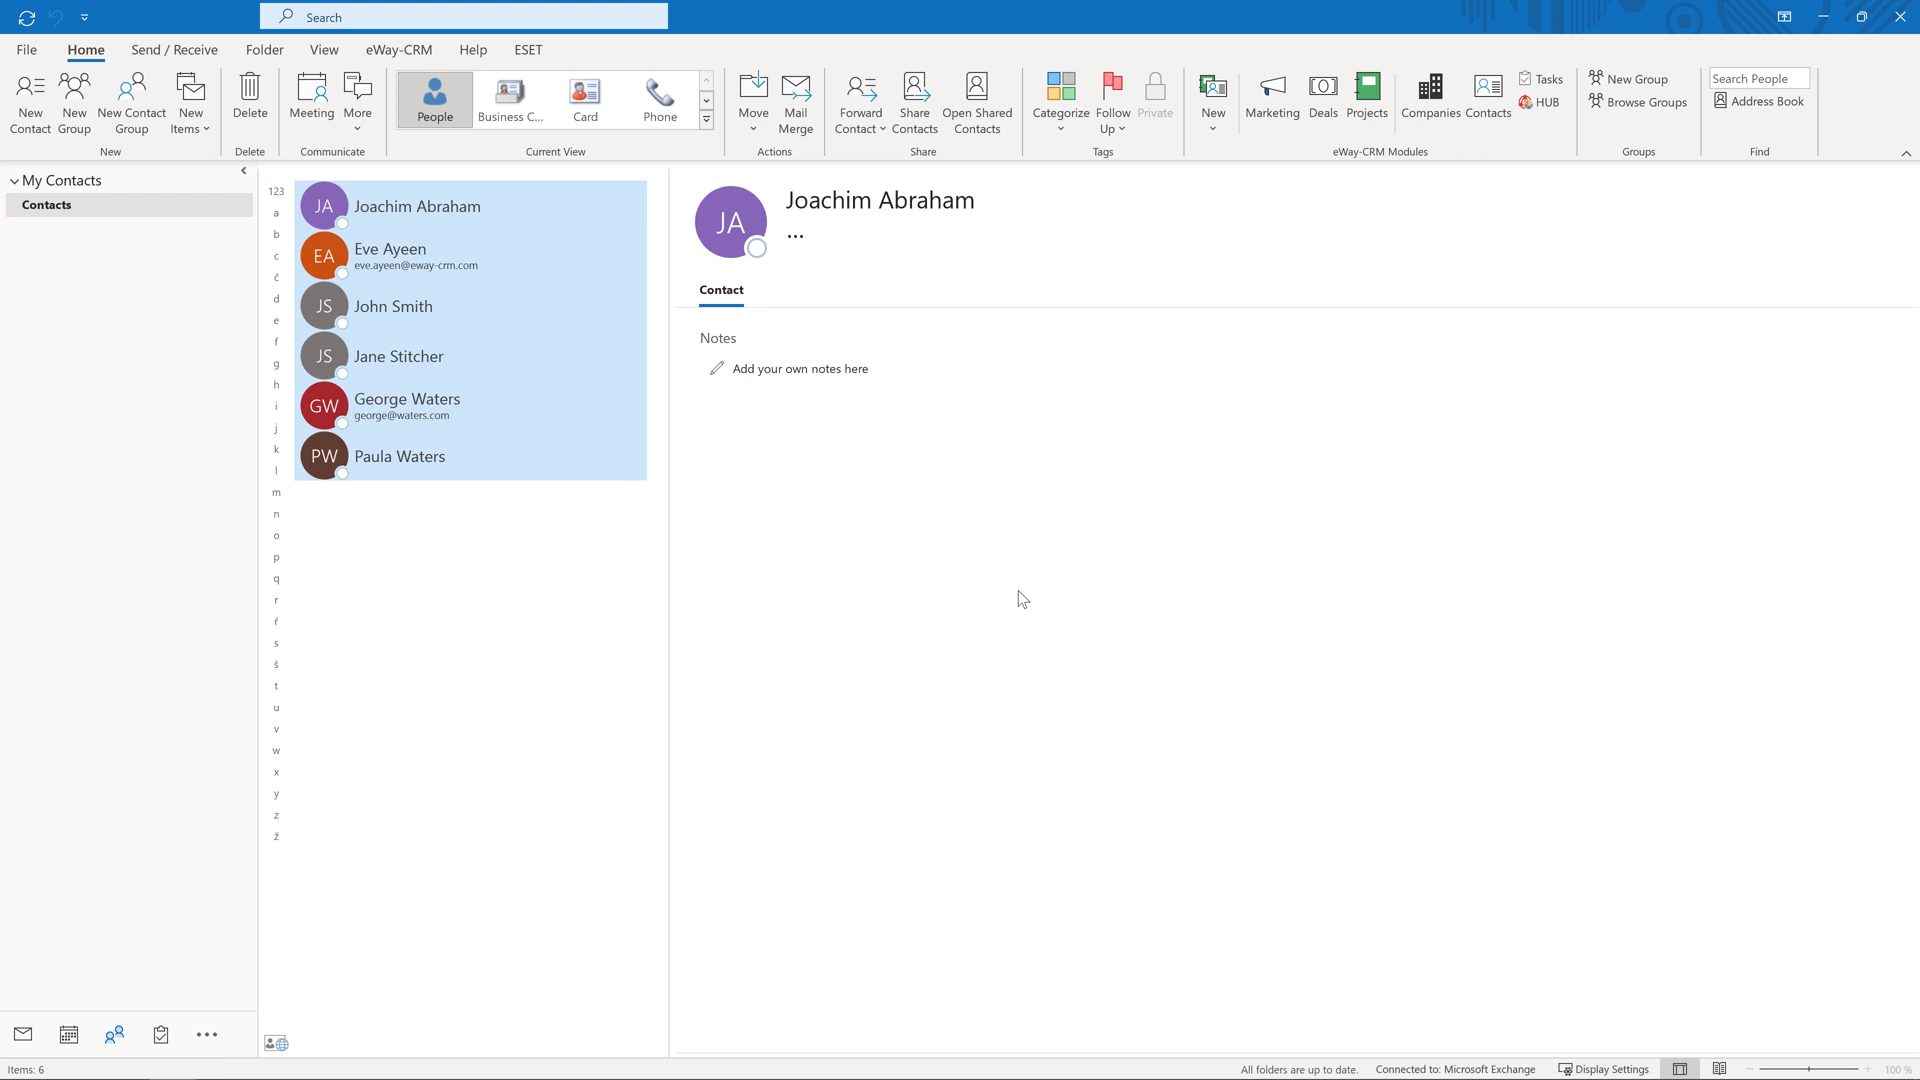 Search
File Home Send / Receive Folder View eWay-CRM Help ESET
New Contact
New Group
New Contact Group
New Items
New
Delete
Delete
Meeting
More
Communicate
People
Business C...
Card
Phone
Current View
Move
Mail Merge
Actions
Forward Contact
Share Contacts
Open Shared Contacts
Share
Categorize
Follow Up
Private
Tags
New
Marketing
Deals
Projects
Companies
Contacts
Tasks
HUB
eWay-CRM Modules
New Group
Browse Groups
Groups
Search People
Address Book
Find
My Contacts
Contacts
123
a
b
c
č
d
e
f
g
h
i
j
k
l
m
n
o
p
q
r
ř
s
š
t
u
v
w
x
y
z
ž
JA Joachim Abraham
EA Eve Ayeen
eve.ayeen@eway-crm.com
JS John Smith
JS Jane Stitcher
GW George Waters
george@waters.com
PW Paula Waters
JA Joachim Abraham
...
Contact
Notes
Add your own notes here
Items: 6
All folders are up to date. Connected to: Microsoft Exchange Display Settings 100 %